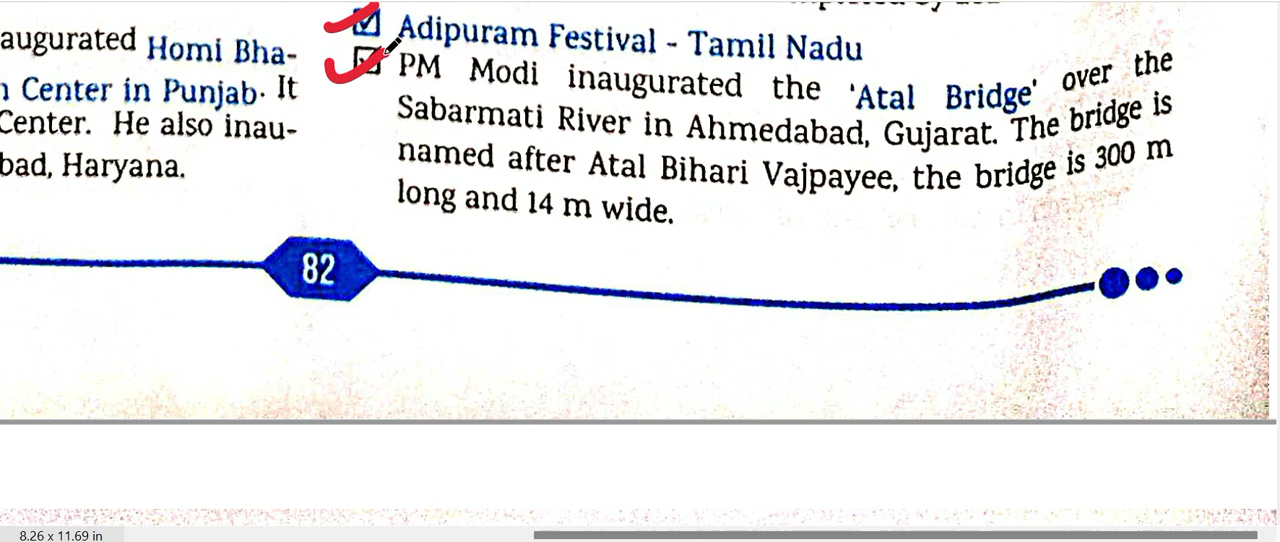 augurated Homi Bha-
Center in Punjab. It
Center. He also inau-
bad, Haryana.
Adipuram Festival - Tamil Nadu
PM Modi inaugurated the 'Atal Bridge' over the
Sabarmati River in Ahmedabad, Gujarat. The bridge is
named after Atal Bihari Vajpayee, the bridge is 300 m
long and 14 m wide.
82
8.26 x 11.69 in